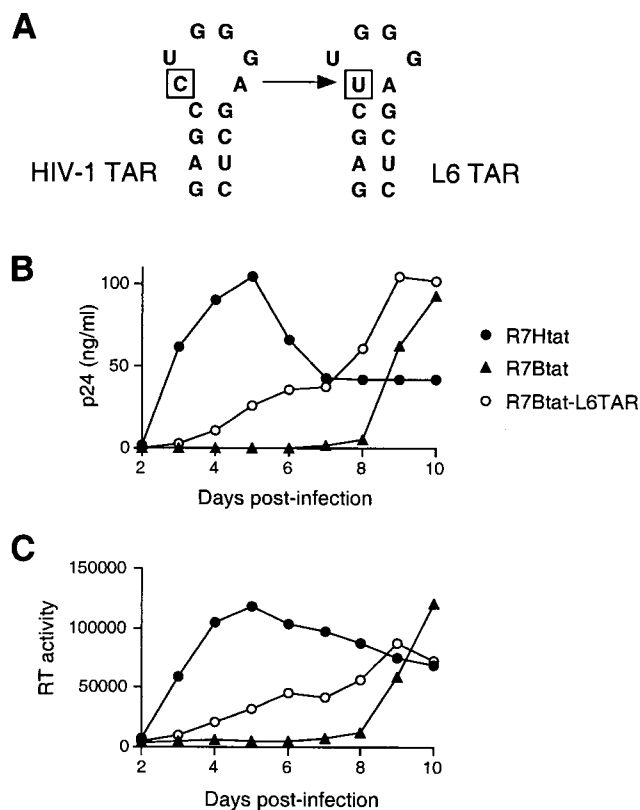 A
G G G G
U G U G
C A U A
C G C G
G C G C
A U A U
G C G C
HIV-1 TAR L6 TAR
B
100
50
0
p24 (ng/ml)
2 4 6 8 10
Days post-infection
R7Htat
R7Btat
R7Btat-L6TAR
C
150000
100000
50000
0
RT activity
2 4 6 8 10
Days post-infection